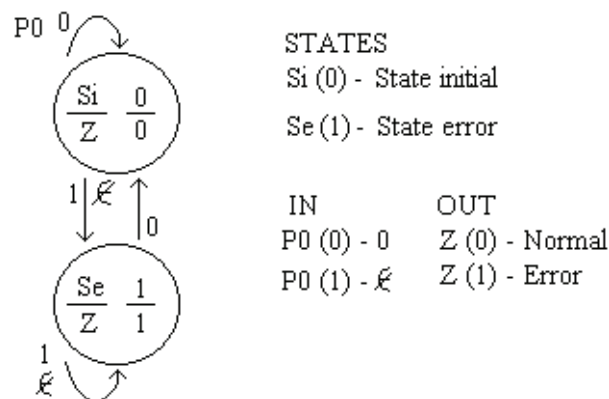 P0 0
Si 0
Z 0
1
0
Se 1
Z 1
1
STATES
Si (0) - State initial
Se (1) - State error
IN OUT
P0 (0) - 0 Z (0) - Normal
P0 (1) - Z (1) - Error